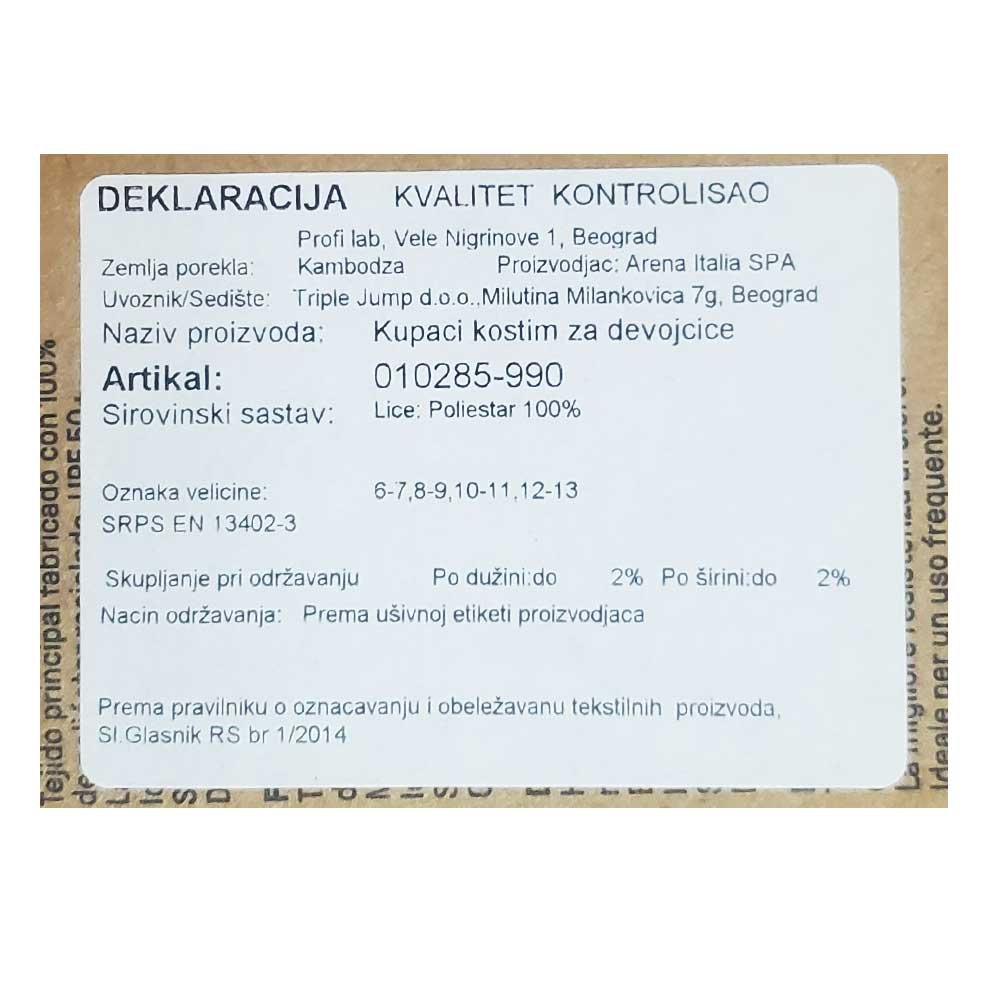 DEKLARACIJA KVALITET KONTROLISAO
Profi lab, Vele Nigrinove 1, Beograd
Zemlja porekla: Kambodza Proizvodjac: Arena Italia SPA
Uvoznik/Sedište: Triple Jump d.o.o.,Milutina Milankovica 7g, Beograd
Naziv proizvoda: Kupaci kostim za devojcice
Artikal: 010285-990
Sirovinski sastav: Lice: Poliestar 100%
Oznaka velicine: 6-7,8-9,10-11,12-13
SRPS EN 13402-3
Skupljanje pri održavanju Po dužini:do 2% Po širini:do 2%
Nacin održavanja: Prema ušivnoj etiketi proizvodjaca
Prema pravilniku o oznacavanju i obeležavanu tekstilnih proizvoda,
Sl.Glasnik RS br 1/2014
Tejido principal fabricado con 100%
Ideale per un uso frequente.